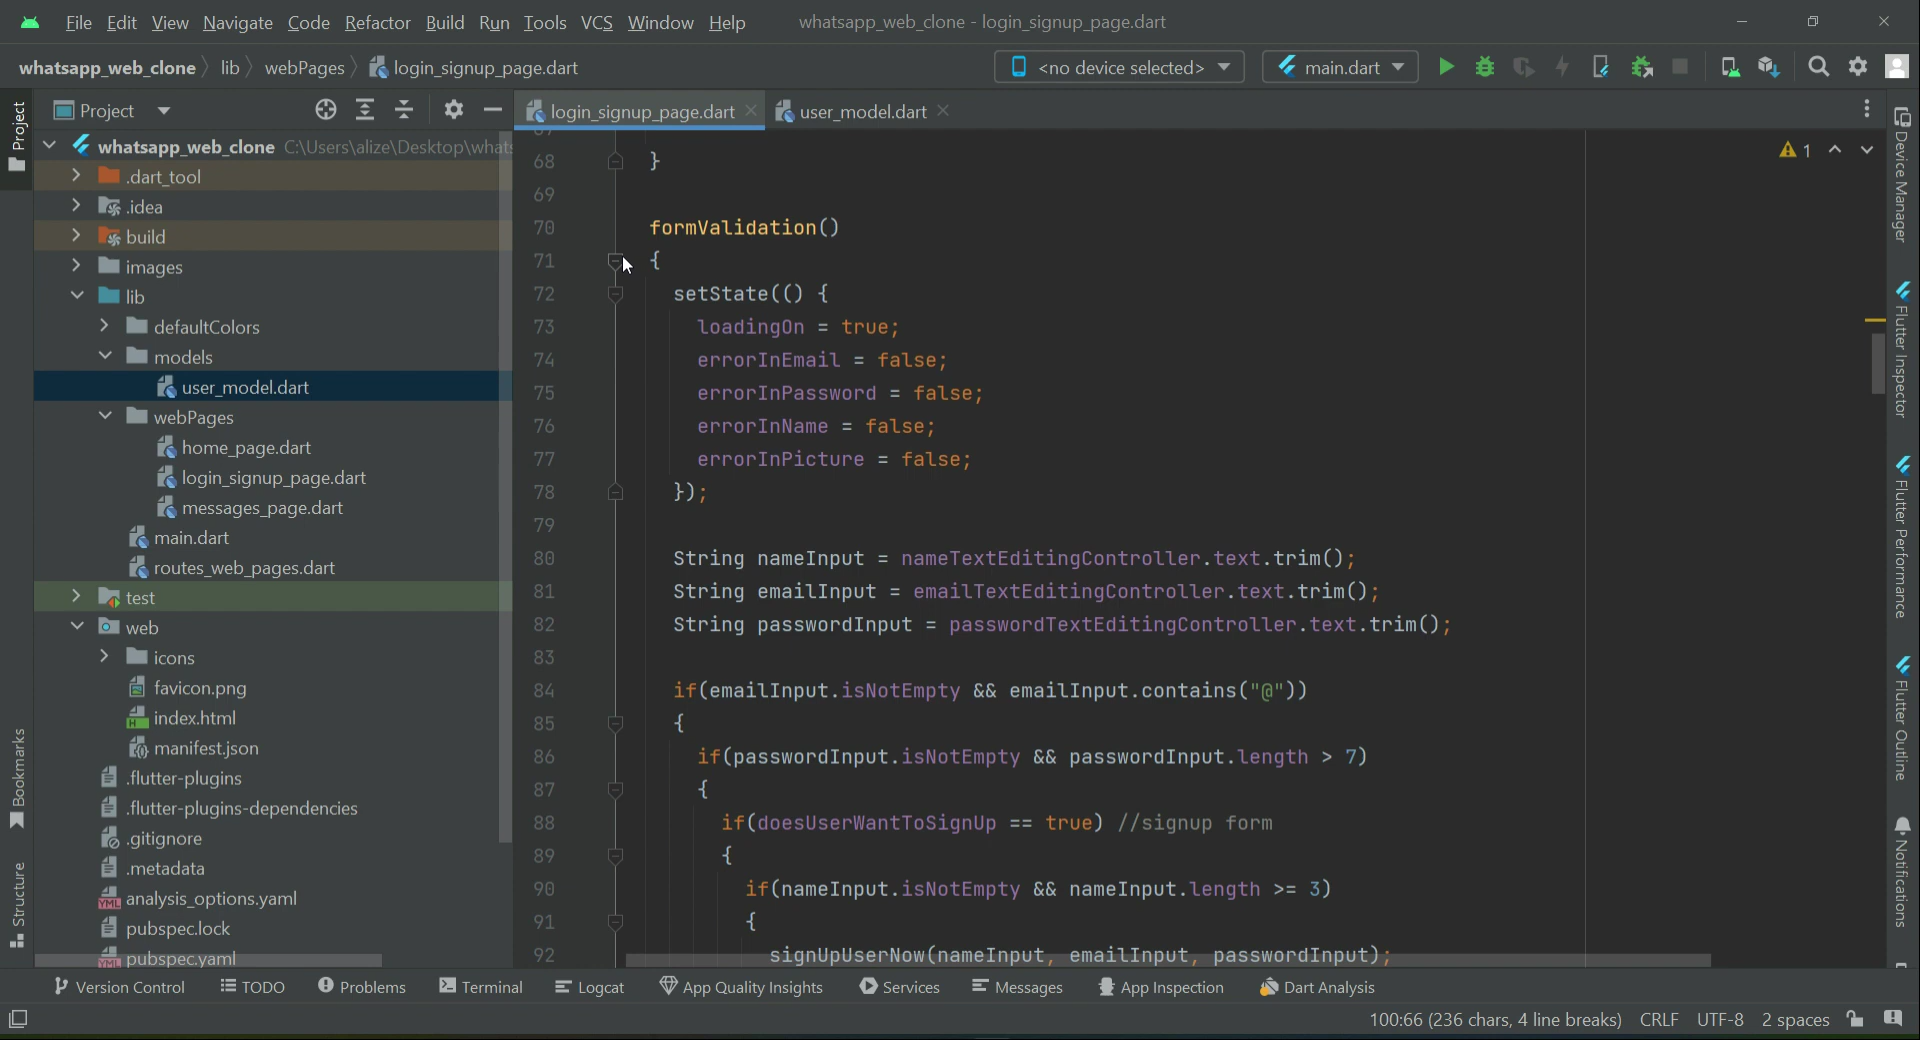 File Edit View Navigate Code Refactor Build Run Tools VCS Window Help whatsapp_web_clone - login_signup_page.dart
whatsapp_web_clone lib webPages login_signup_page.dart <no device selected> main.dart
Project
login_signup_page.dart user_model.dart
whatsapp_web_clone C:\Users\alize\Desktop\whats
.dart_tool
.idea
build
images
lib
defaultColors
models
user_model.dart
webPages
home_page.dart
login_signup_page.dart
messages_page.dart
main.dart
routes_web_pages.dart
test
web
icons
favicon.png
index.html
manifest.json
.flutter-plugins
.flutter-plugins-dependencies
.gitignore
.metadata
analysis_options.yaml
pubspec.lock
pubspec.yaml
1
67
68 }
69
70 formValidation()
71 {
72 setState(() {
73 loadingOn = true;
74 errorInEmail = false;
75 errorInPassword = false;
76 errorInName = false;
77 errorInPicture = false;
78 });
79
80 String nameInput = nameTextEditingController.text.trim();
81 String emailInput = emailTextEditingController.text.trim();
82 String passwordInput = passwordTextEditingController.text.trim();
83
84 if(emailInput.isNotEmpty && emailInput.contains("@"))
85 {
86 if(passwordInput.isNotEmpty && passwordInput.length > 7)
87 {
88 if(doesUserWantToSignUp == true) //signup form
89 {
90 if(nameInput.isNotEmpty && nameInput.length >= 3)
91 {
92 signUpUserNow(nameInput, emailInput, passwordInput);
Project
Bookmarks
Structure
Device Manager
Flutter Inspector
Flutter Performance
Flutter Outline
Notifications
Version Control TODO Problems Terminal Logcat App Quality Insights Services Messages App Inspection Dart Analysis
100:66 (236 chars, 4 line breaks) CRLF UTF-8 2 spaces